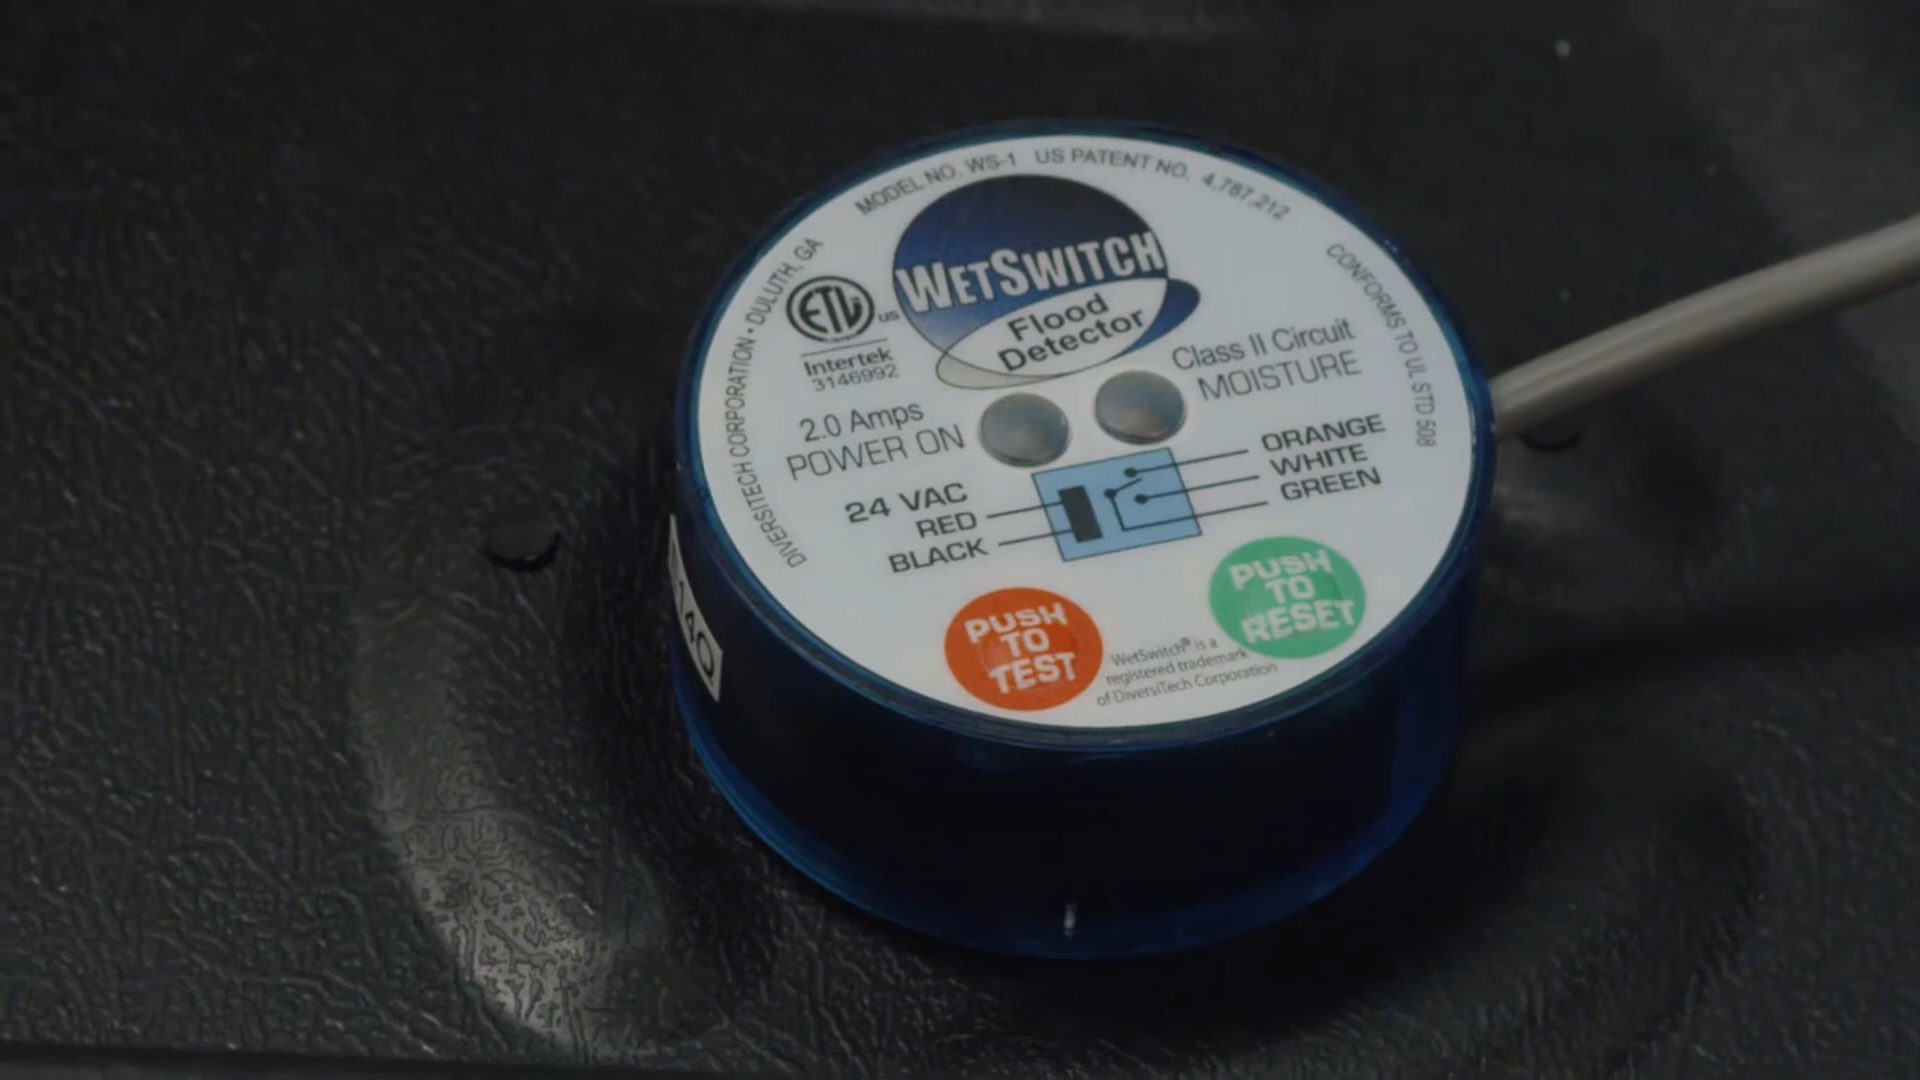 MODEL NO. WS-1 US PATENT NO. 4,787,212
CONFORMS TO UL STD 508
DIVERSITECH CORPORATION • DULUTH, GA
WETSWITCH
Flood
Detector
ETL
US
Intertek
3146992
Class II Circuit
MOISTURE
2.0 Amps
POWER ON
24 VAC
RED
BLACK
ORANGE
WHITE
GREEN
PUSH
TO
TEST
PUSH
TO
RESET
WetSwitch® is a
registered trademark
of DiversiTech Corporation